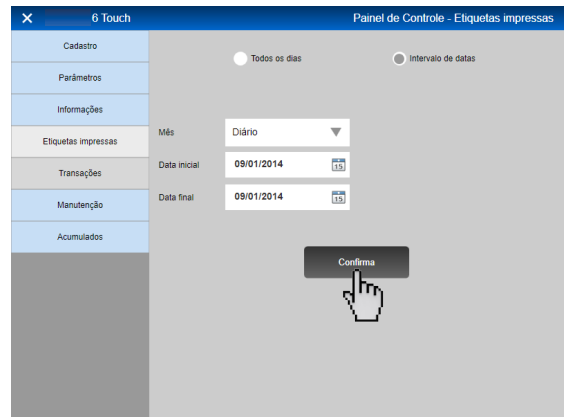 6 Touch
Painel de Controle - Etiquetas impressas
Cadastro
Parâmetros
Informações
Etiquetas impressas
Transações
Manutenção
Acumulados
Todos os dias
Intervalo de datas
Mês
Diário
Data inicial
09/01/2014
15
Data final
09/01/2014
15
Confirma